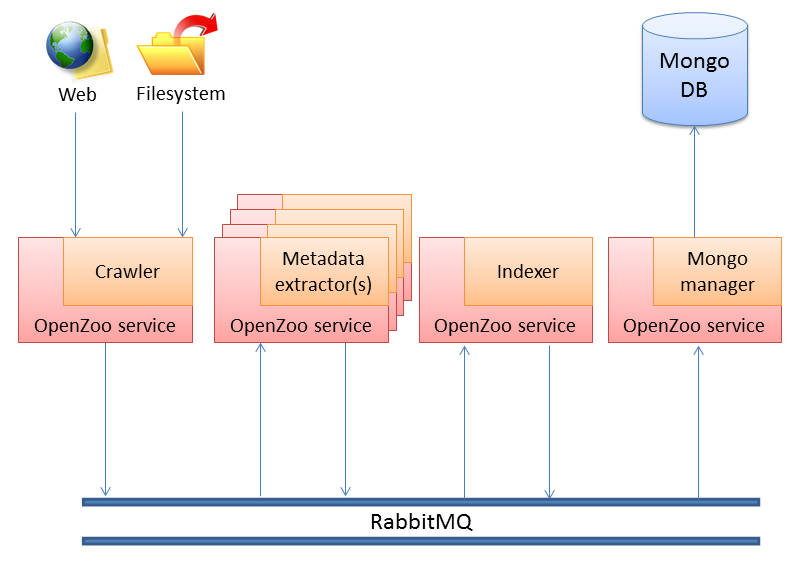 Web
Filesystem
Mongo
DB
Crawler
OpenZoo service
Metadata
extractor(s)
OpenZoo service
Indexer
OpenZoo service
Mongo
manager
OpenZoo service
RabbitMQ